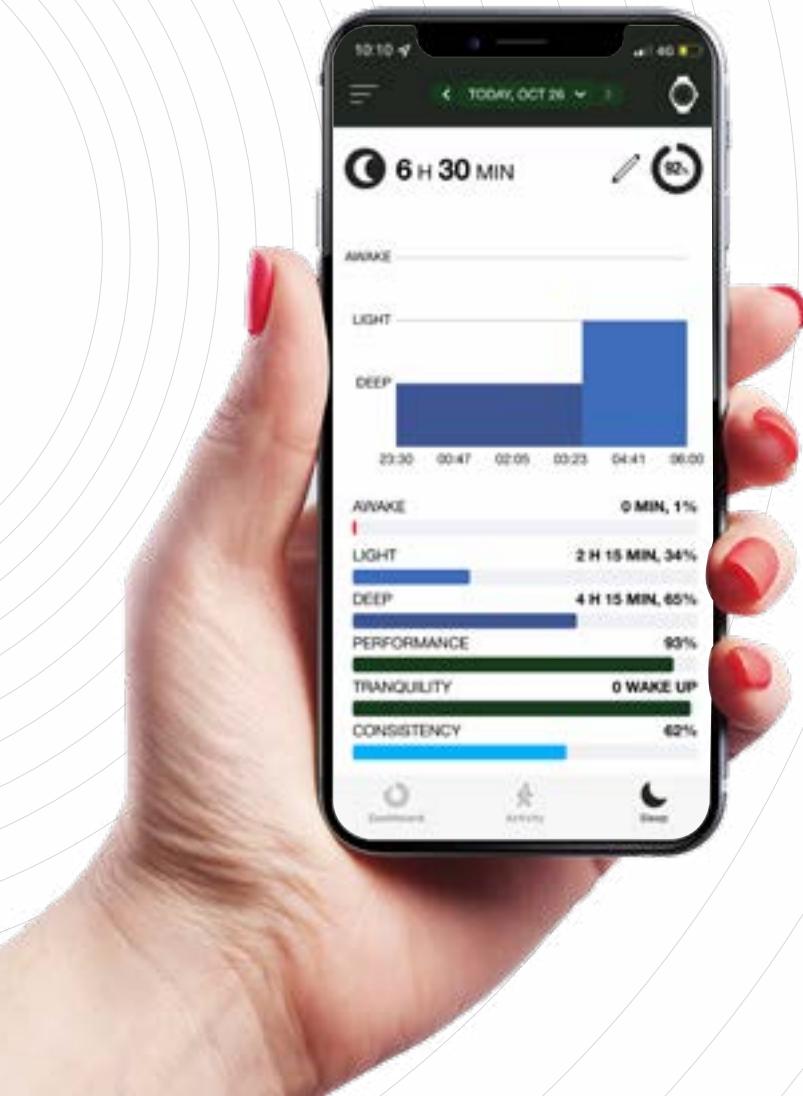 10:10 4G
TODAY, OCT 26
6 H 30 MIN 92%
AWAKE
LIGHT
DEEP
23:30 00:47 02:05 03:23 04:41 06:00
AWAKE 0 MIN, 1%
LIGHT 2 H 15 MIN, 34%
DEEP 4 H 15 MIN, 65%
PERFORMANCE 93%
TRANQUILITY 0 WAKE UP
CONSISTENCY 62%
Dashboard Activity Sleep